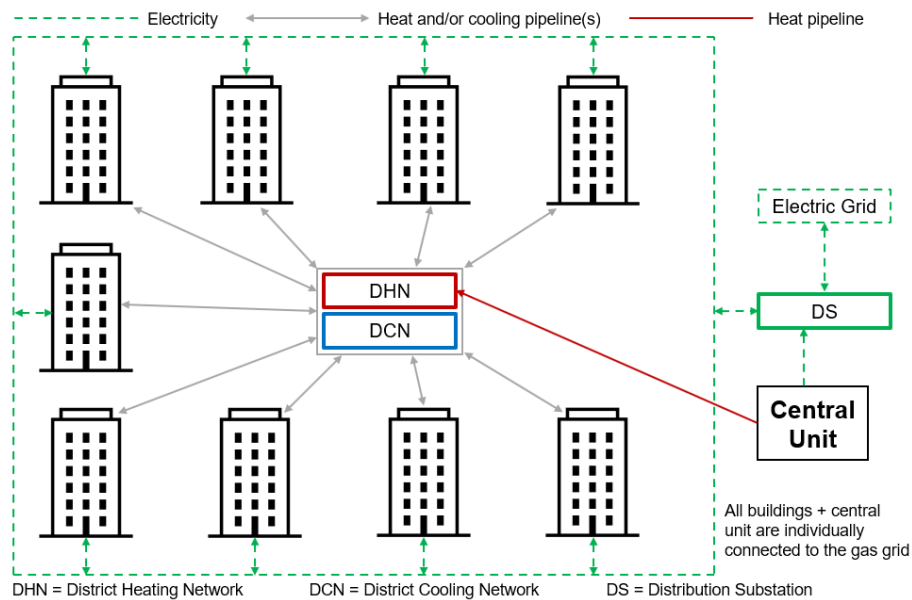 Electricity
Heat and/or cooling pipeline(s)
Heat pipeline
Electric Grid
DHN
DS
DCN
Central
Unit
All buildings + central
unit are individually
connected to the gas grid
DHN = District Heating Network
DCN = District Cooling Network
DS = Distribution Substation